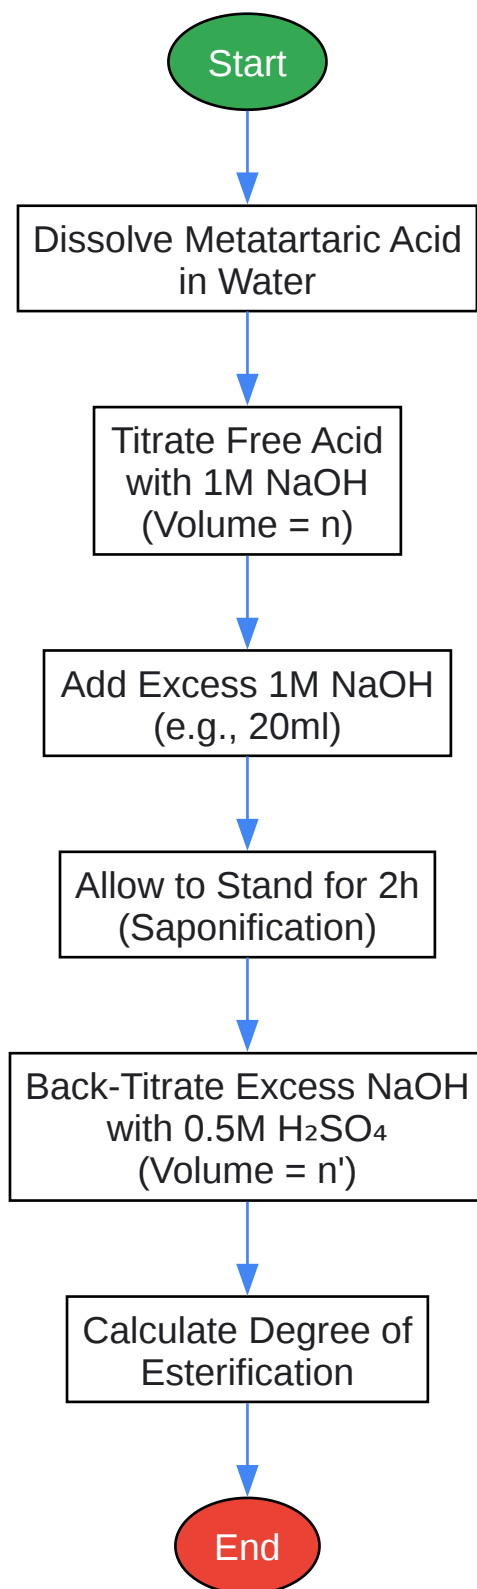 Start
Dissolve Metatartaric Acid
in Water
Titrate Free Acid
with 1M NaOH
(Volume = n)
Add Excess 1M NaOH
(e.g., 20ml)
Allow to Stand for 2h
(Saponification)
Back-Titrate Excess NaOH
with 0.5M H₂SO₄
(Volume = n')
Calculate Degree of
Esterification
End